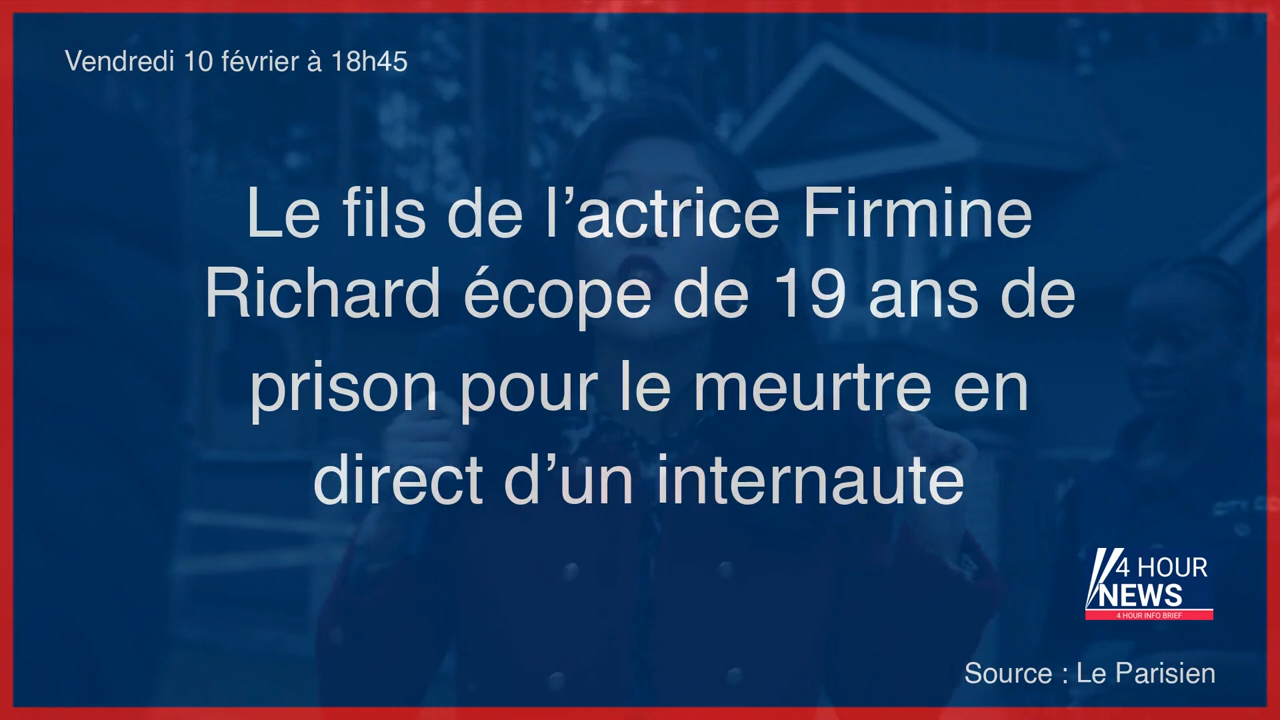 Vendredi 10 février à 18h45
Le fils de l’actrice Firmine
Richard écope de 19 ans de
prison pour le meurtre en
direct d’un internaute
4 HOUR
NEWS
4 HOUR INFO BRIEF
Source : Le Parisien